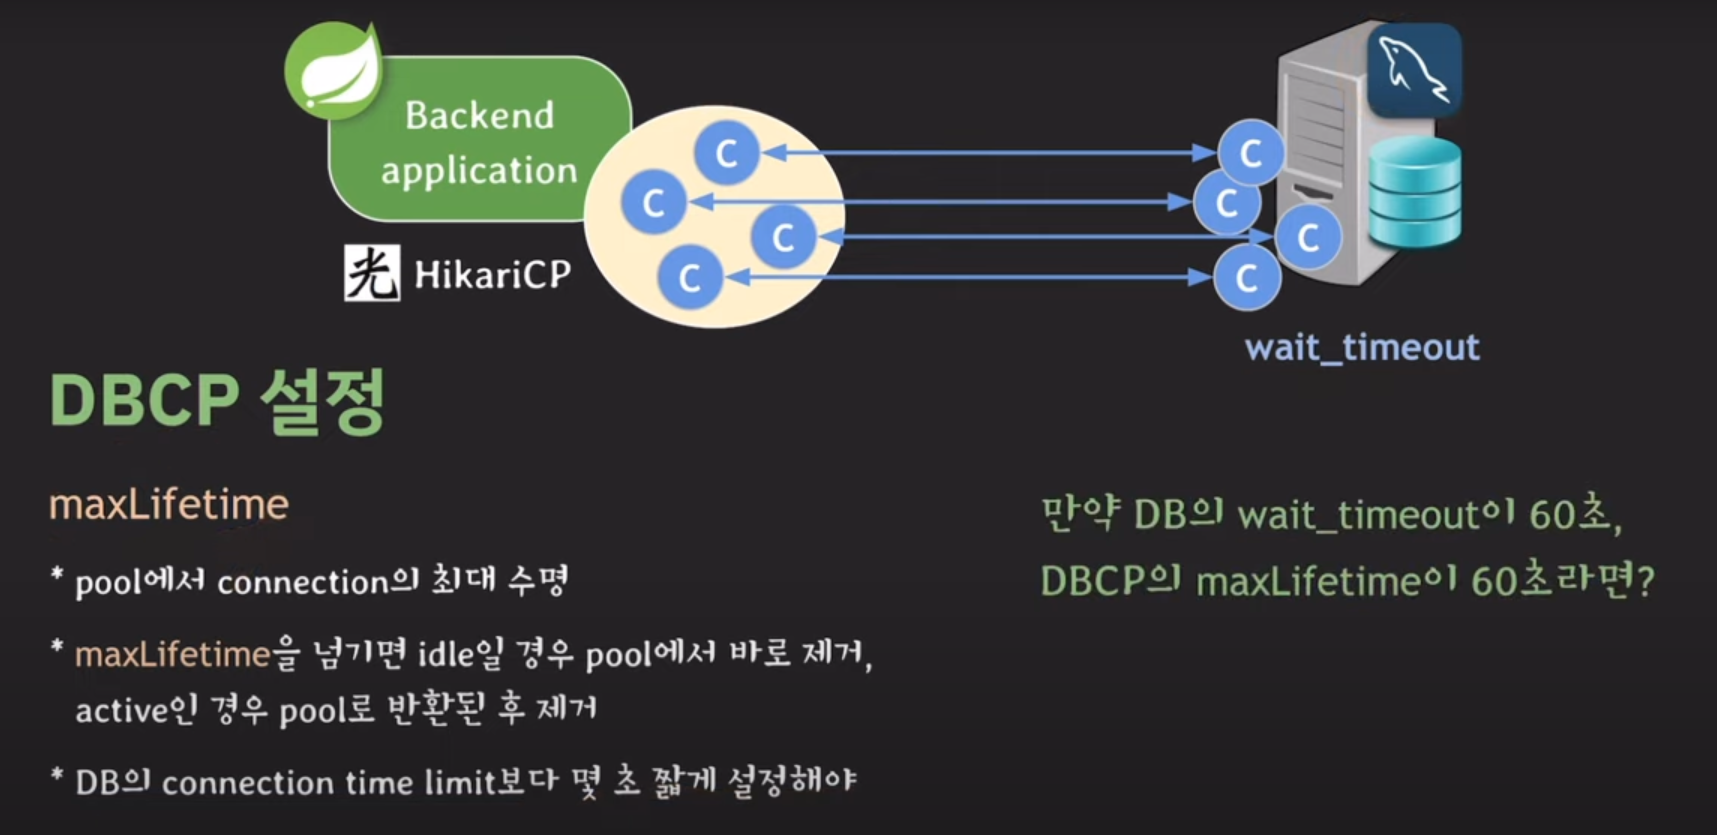 Backend
application
C
C
C
C
C
C
C
C
光 HikariCP
wait_timeout
DBCP 설정
maxLifetime
* pool에서 connection의 최대 수명
* maxLifetime을 넘기면 idle일 경우 pool에서 바로 제거,
active인 경우 pool로 반환된 후 제거
* DB의 connection time limit보다 몇 초 짧게 설정해야
만약 DB의 wait_timeout이 60초,
DBCP의 maxLifetime이 60초라면?